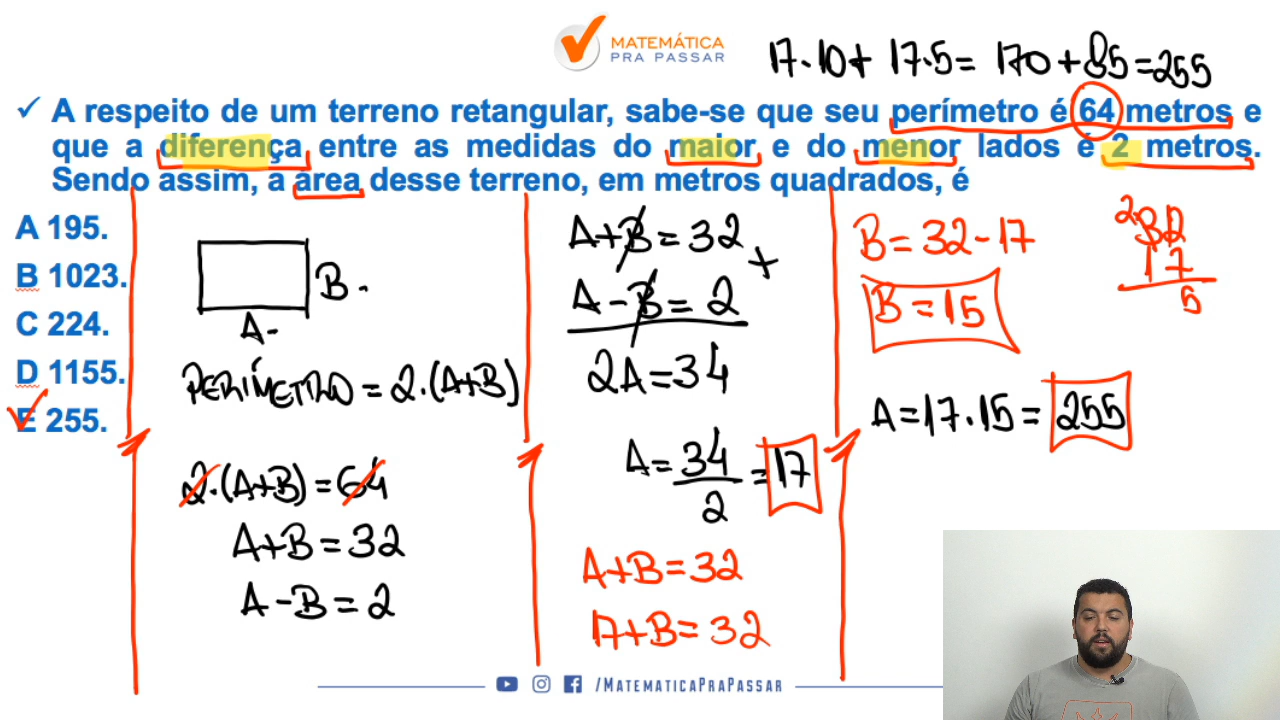 MATEMÁTICA
PRA PASSAR
17·10+ 17·5= 170+85=255
✓ A respeito de um terreno retangular, sabe-se que seu perímetro é 64 metros e
que a diferença entre as medidas do maior e do menor lados é 2 metros.
Sendo assim, a área desse terreno, em metros quadrados, é
A 195.
B 1023.
C 224.
D 1155.
E 255.
B
A
PERÍMETRO = 2·(A+B)
2·(A+B) = 64
A+B = 32
A-B = 2
A+B = 32
+
A-B = 2
2A = 34
A = 34/2 = 17
A+B = 32
17+B = 32
B = 32-17
B = 15
2 32
17
5
A = 17·15 = 255
/MatematicaPraPassar